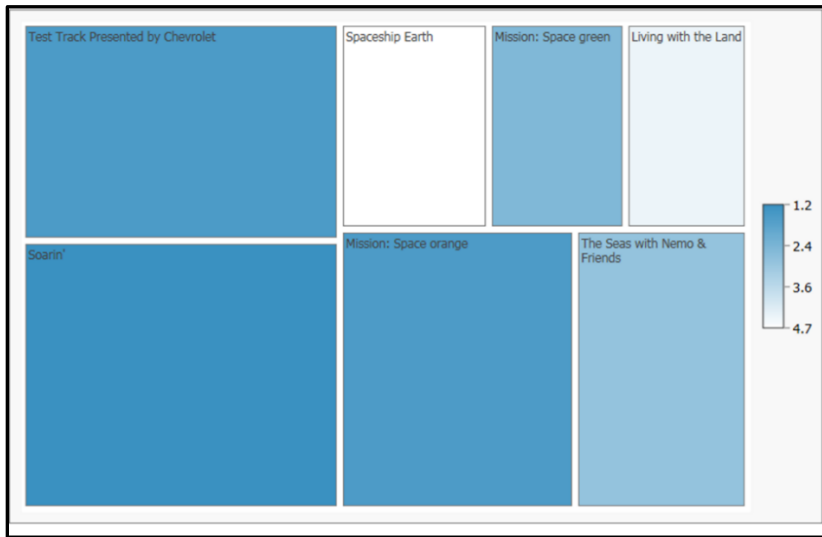 Test Track Presented by Chevrolet
Spaceship Earth
Mission: Space green
Living with the Land
Soarin'
Mission: Space orange
The Seas with Nemo &
Friends
1.2
2.4
3.6
4.7